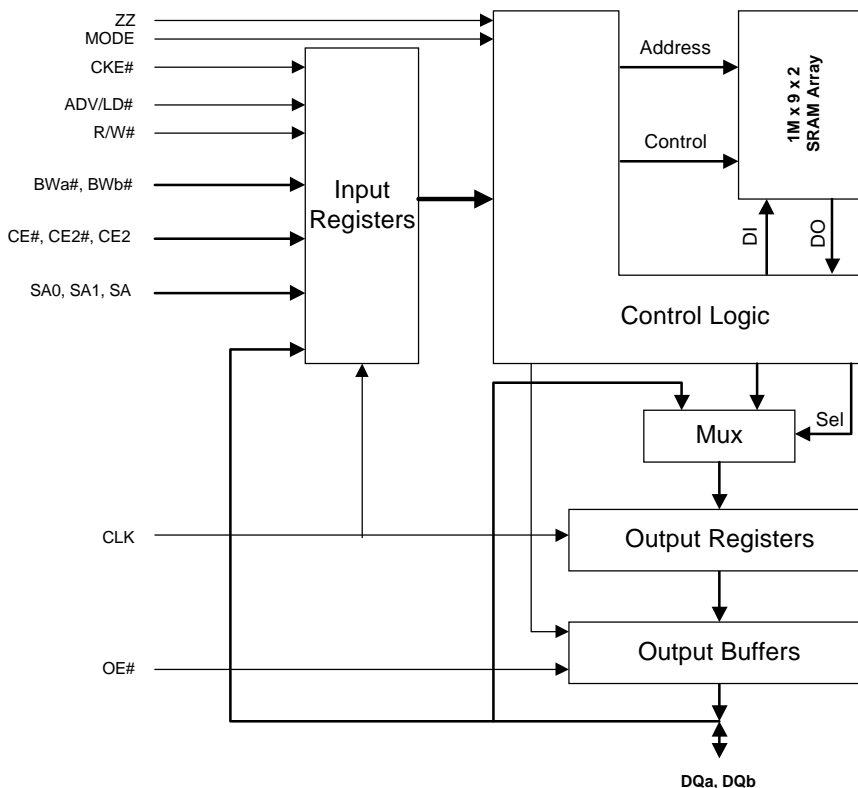 ZZ
MODE
CKE#
ADV/LD#
R/W#
BWa#, BWb#
CE#, CE2#, CE2
SA0, SA1, SA
Input
Registers
Address
Control
1M x 9 x 2
SRAM Array
DI
DO
Control Logic
Mux
Sel
CLK
Output Registers
OE#
Output Buffers
DQa, DQb